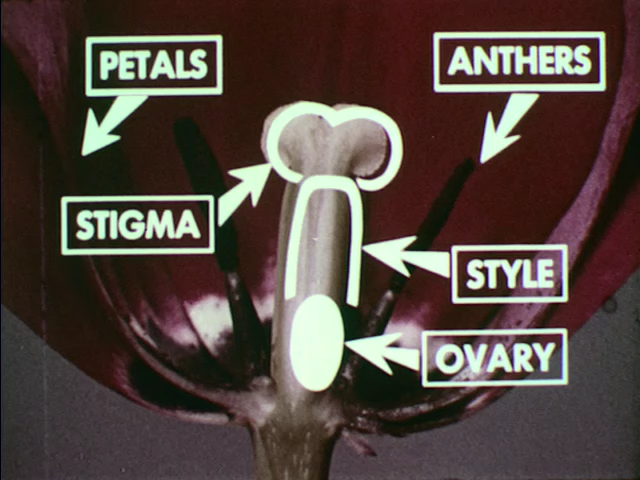 PETALS
ANTHERS
STIGMA
STYLE
OVARY